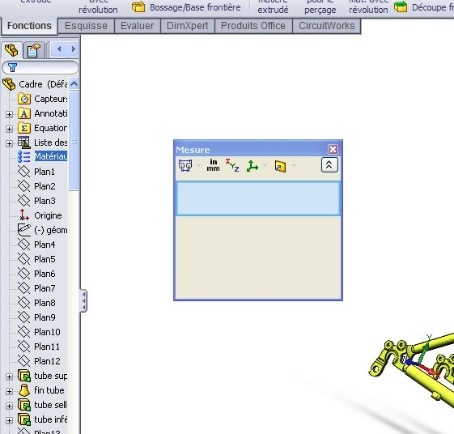 extrudé avec révolution Bossage/Base frontière matière extrudé pour le perçage mat. avec révolution Découpe fr
Fonctions Esquisse Evaluer DimXpert Produits Office CircuitWorks
Cadre (Défa
Capteur
Annotati
Equation
Liste des
Matériau
Plan1
Plan2
Plan3
Origine
(-) géom
Plan4
Plan5
Plan6
Plan7
Plan8
Plan9
Plan10
Plan11
Plan12
tube sup
fin tube
tube sell
tube infé
Plan13
Mesure
in
mm
X Y Z
Y